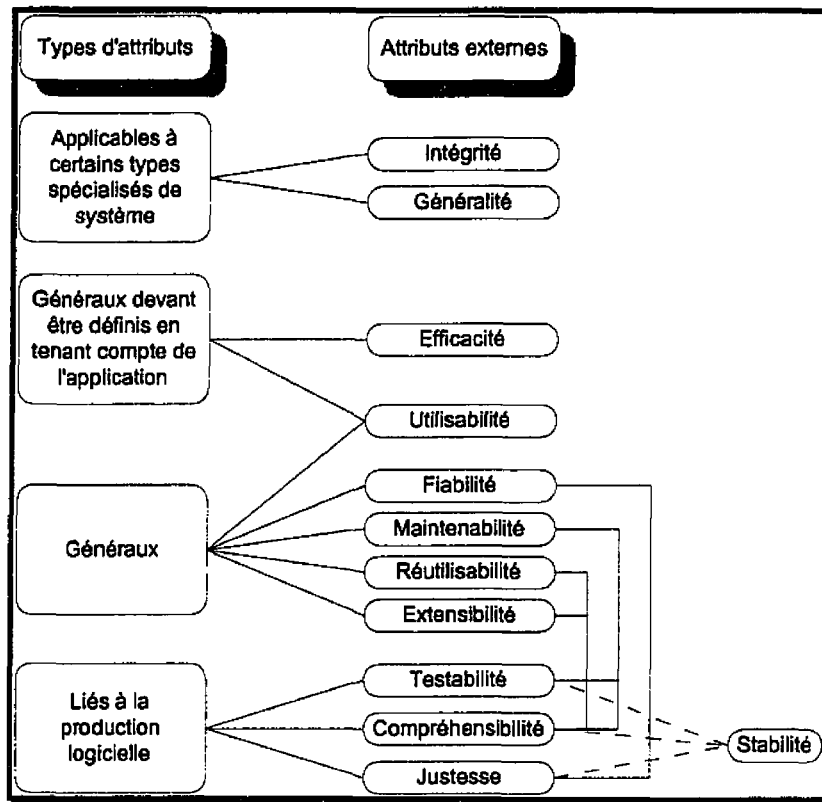 Types d'attributs
Attributs externes
Applicables à
certains types
spécialisés de
système
Intégrité
Généralité
Généraux devant
être définis en
tenant compte de
l'application
Efficacité
Utilisabilité
Généraux
Fiabilité
Maintenabilité
Réutilisabilité
Extensibilité
Liés à la
production
logicielle
Testabilité
Compréhensibilité
Justesse
Stabilité